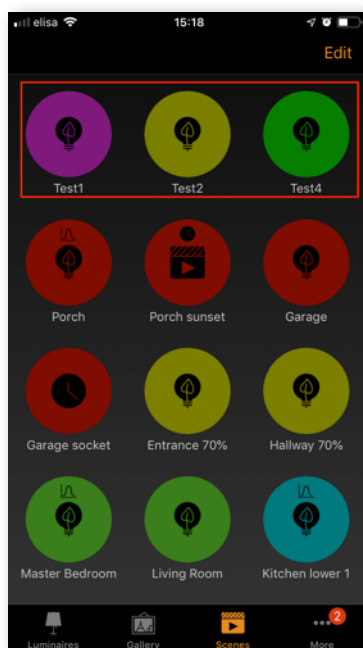 elisa 15:18
Edit
Test1 Test2 Test4
Porch Porch sunset Garage
Garage socket Entrance 70% Hallway 70%
Master Bedroom Living Room Kitchen lower 1
2
Luminaires Gallery Scenes More